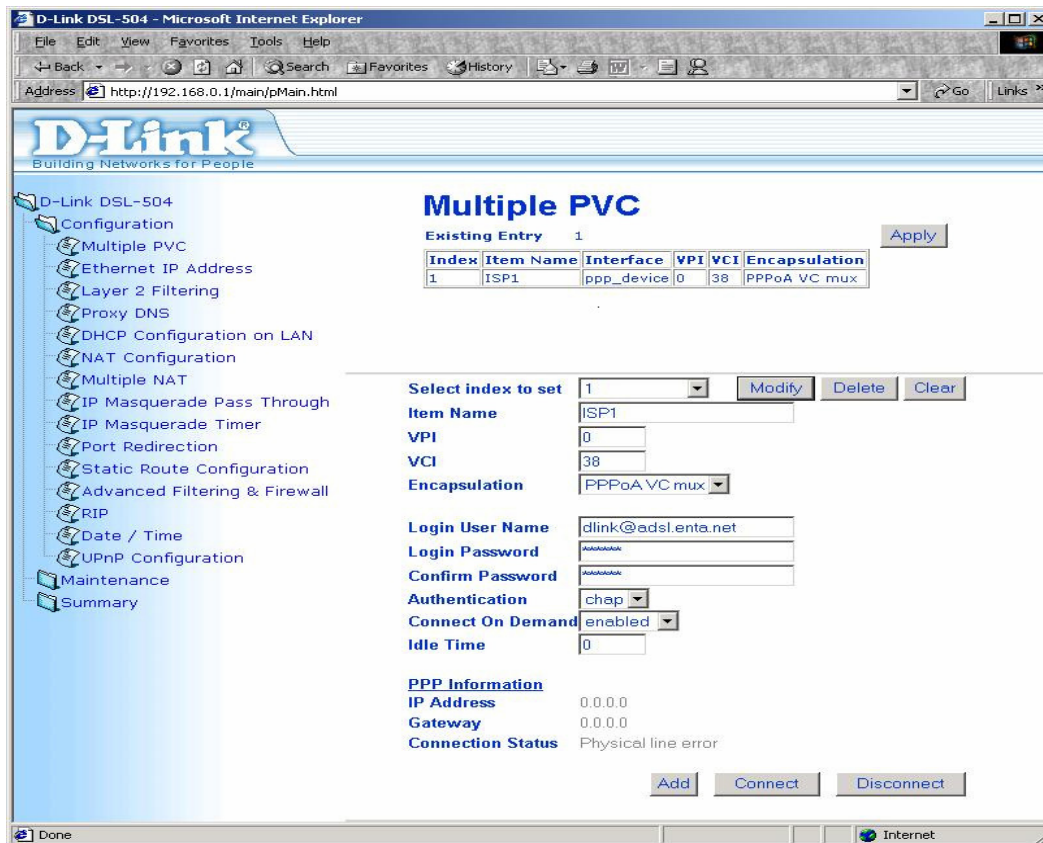 D-Link DSL-504 - Microsoft Internet Explorer
File Edit View Favorites Tools Help
Back Search Favorites History
Address http://192.168.0.1/main/pMain.html Go Links »
D-Link®
Building Networks for People
D-Link DSL-504
Configuration
Multiple PVC
Ethernet IP Address
Layer 2 Filtering
Proxy DNS
DHCP Configuration on LAN
NAT Configuration
Multiple NAT
IP Masquerade Pass Through
IP Masquerade Timer
Port Redirection
Static Route Configuration
Advanced Filtering & Firewall
RIP
Date / Time
UPnP Configuration
Maintenance
Summary
Multiple PVC
Existing Entry 1 Apply
Index Item Name Interface VPI VCI Encapsulation
1 ISP1 ppp_device 0 38 PPPoA VC mux
Select index to set 1 Modify Delete Clear
Item Name ISP1
VPI 0
VCI 38
Encapsulation PPPoA VC mux
Login User Name dlink@adsl.enta.net
Login Password *******
Confirm Password *******
Authentication chap
Connect On Demand enabled
Idle Time 0
PPP Information
IP Address 0.0.0.0
Gateway 0.0.0.0
Connection Status Physical line error
Add Connect Disconnect
Done Internet